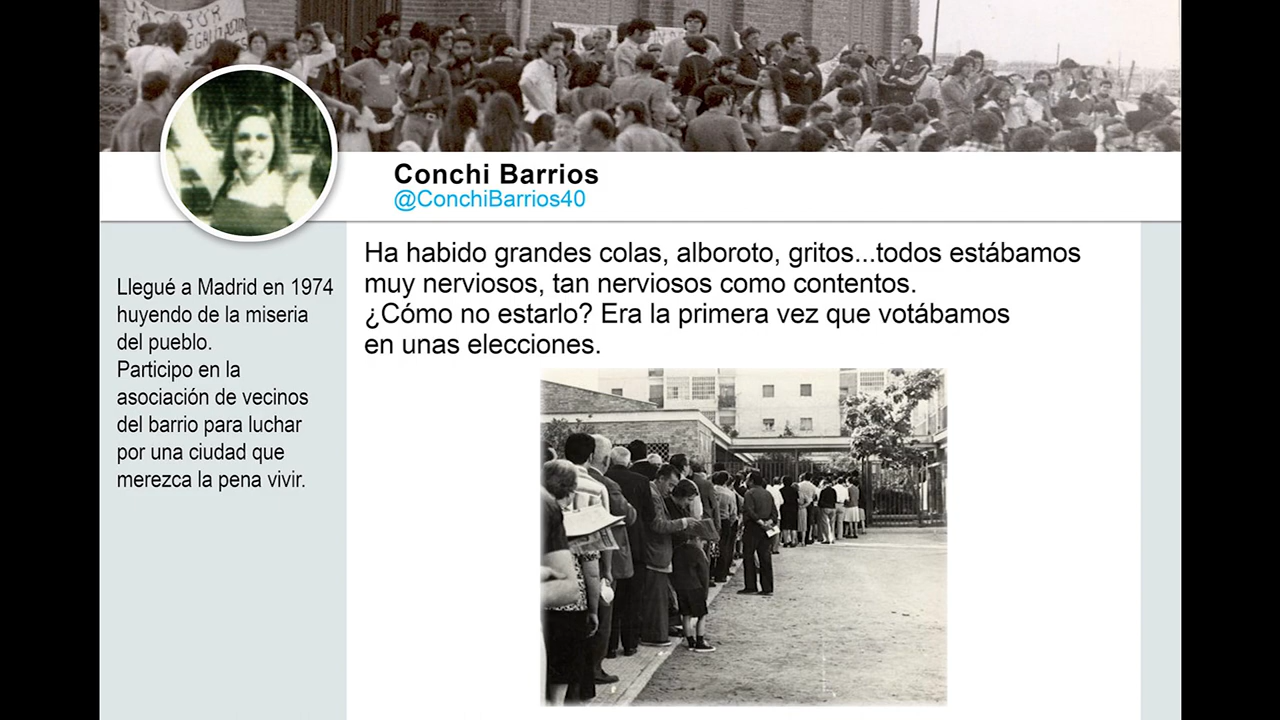 Conchi Barrios
@ConchiBarrios40
Llegué a Madrid en 1974
huyendo de la miseria
del pueblo.
Participo en la
asociación de vecinos
del barrio para luchar
por una ciudad que
merezca la pena vivir.
Ha habido grandes colas, alboroto, gritos...todos estábamos
muy nerviosos, tan nerviosos como contentos.
¿Cómo no estarlo? Era la primera vez que votábamos
en unas elecciones.